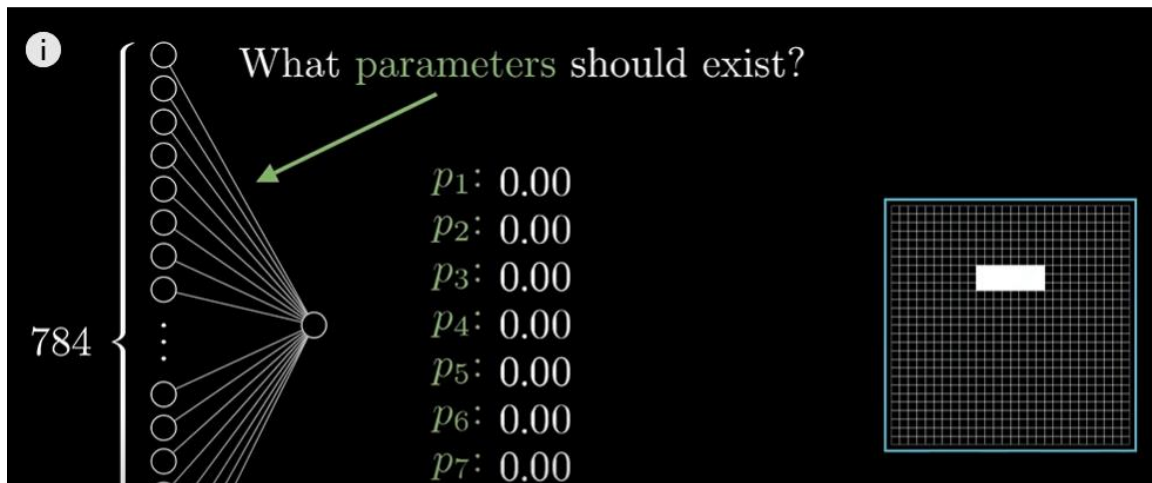 i
What parameters should exist?
p1: 0.00
p2: 0.00
p3: 0.00
p4: 0.00
784
p5: 0.00
p6: 0.00
p7: 0.00